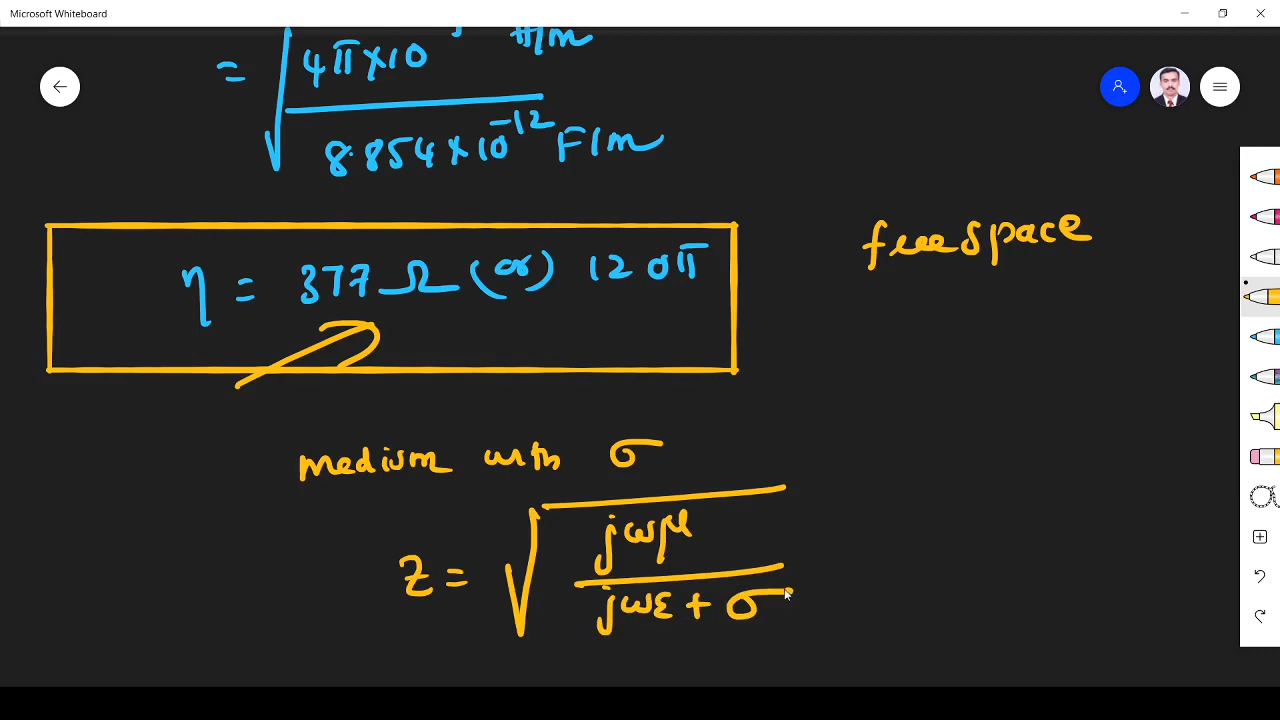 Microsoft Whiteboard
= √ 4π×10 H/m
8.854×10⁻¹² F/m
η = 377 Ω (or) 120π
free space
medium with σ
Z = √ jωμ
jωε + σ